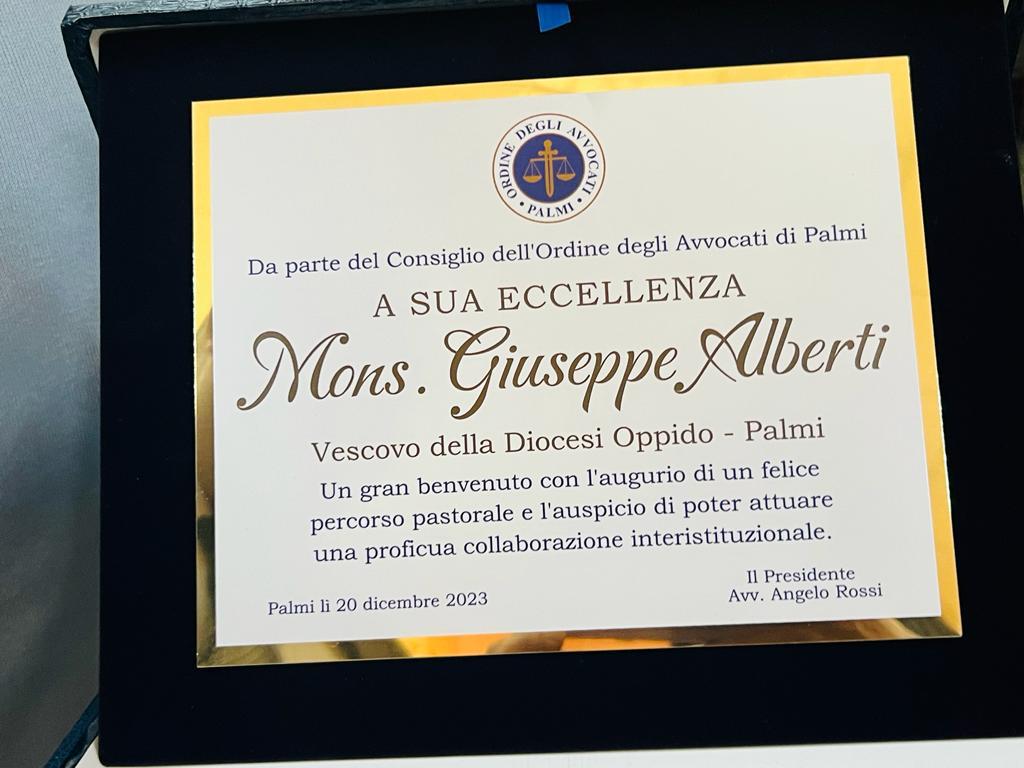 ORDINE DEGLI AVVOCATI
• PALMI •
Da parte del Consiglio dell'Ordine degli Avvocati di Palmi
A SUA ECCELLENZA
Mons. Giuseppe Alberti
Vescovo della Diocesi Oppido - Palmi
Un gran benvenuto con l'augurio di un felice
percorso pastorale e l'auspicio di poter attuare
una proficua collaborazione interistituzionale.
Palmi lì 20 dicembre 2023
Il Presidente
Avv. Angelo Rossi